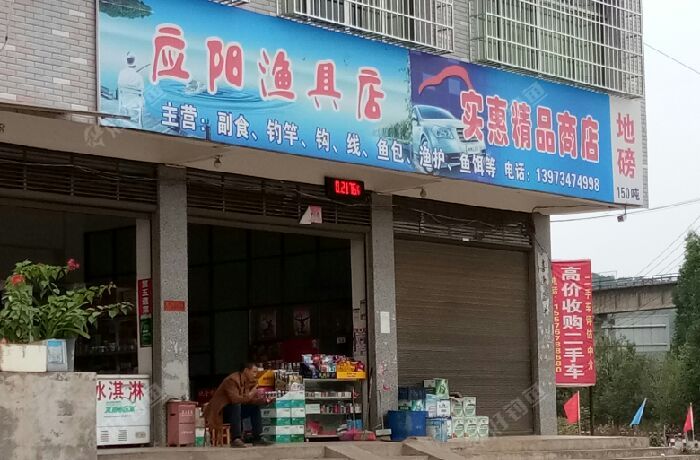 应阳渔具店
实惠精品商店
地磅
150吨
主营：副食、钓竿、钩、线、鱼包、渔护、鱼饵等 电话：13973474998
高价收购二手车
冰淇淋